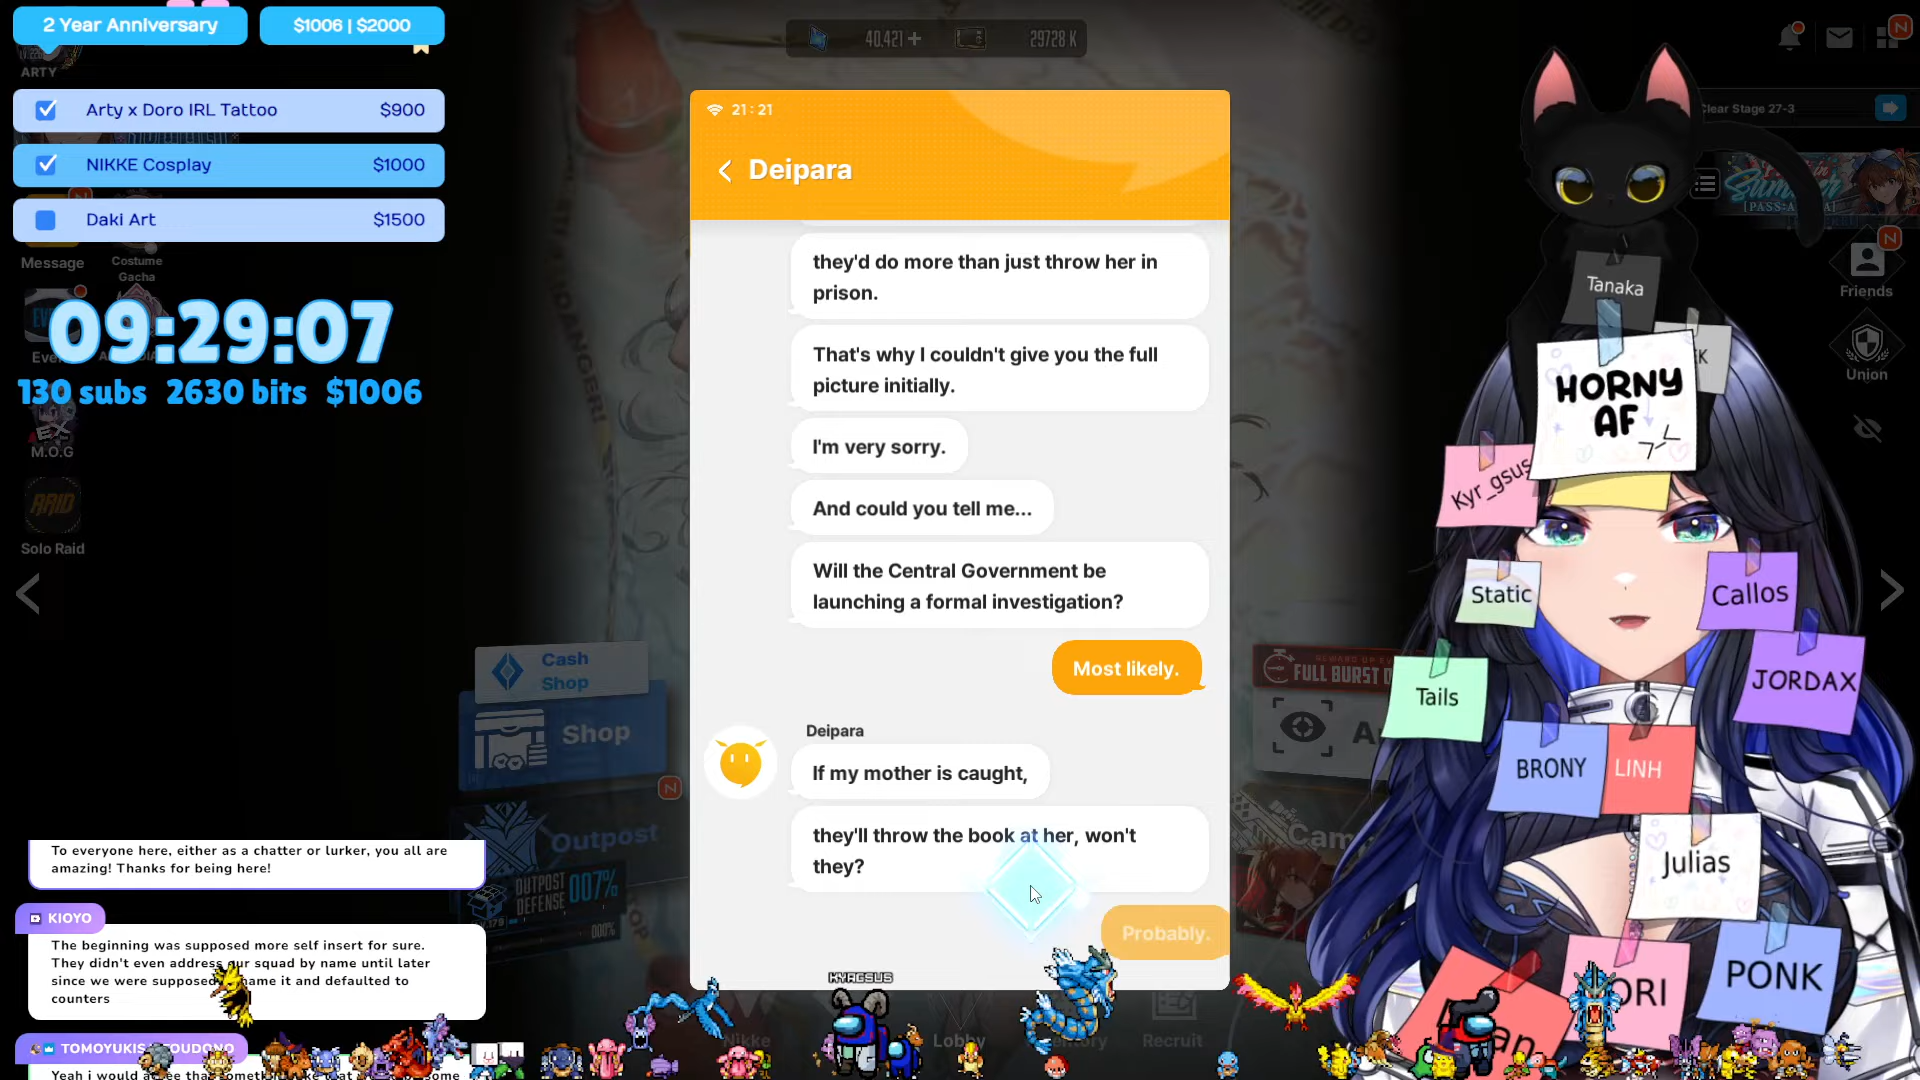 2 Year Anniversary
$1006 | $2000
ARTY
Arty x Doro IRL Tattoo $900
NIKKE Cosplay $1000
Daki Art $1500
Message
Costume
Gacha
09:29:07
130 subs 2630 bits $1006
M.O.G
Solo Raid
To everyone here, either as a chatter or lurker, you all are
amazing! Thanks for being here!
KIOYO
The beginning was supposed more self insert for sure.
They didn't even address our squad by name until later
since we were supposed name it and defaulted to
counters
40,421
29728 K
21:21
Deipara
they'd do more than just throw her in
prison.
That's why I couldn't give you the full
picture initially.
I'm very sorry.
And could you tell me...
Will the Central Government be
launching a formal investigation?
Most likely.
Deipara
If my mother is caught,
they'll throw the book at her, won't
they?
Probably.
Cash
Shop
Shop
Outpost
OUTPOST
DEFENSE 007%
000%
KYRGSUS
Lobby
Recruit
FULL BURST
Clear Stage 27-3
Summer
Friends
Union
Tanaka
HORNY
AF
Kyr_gsus
Static
Callos
Tails
JORDAX
BRONY
LINH
Julias
PONK